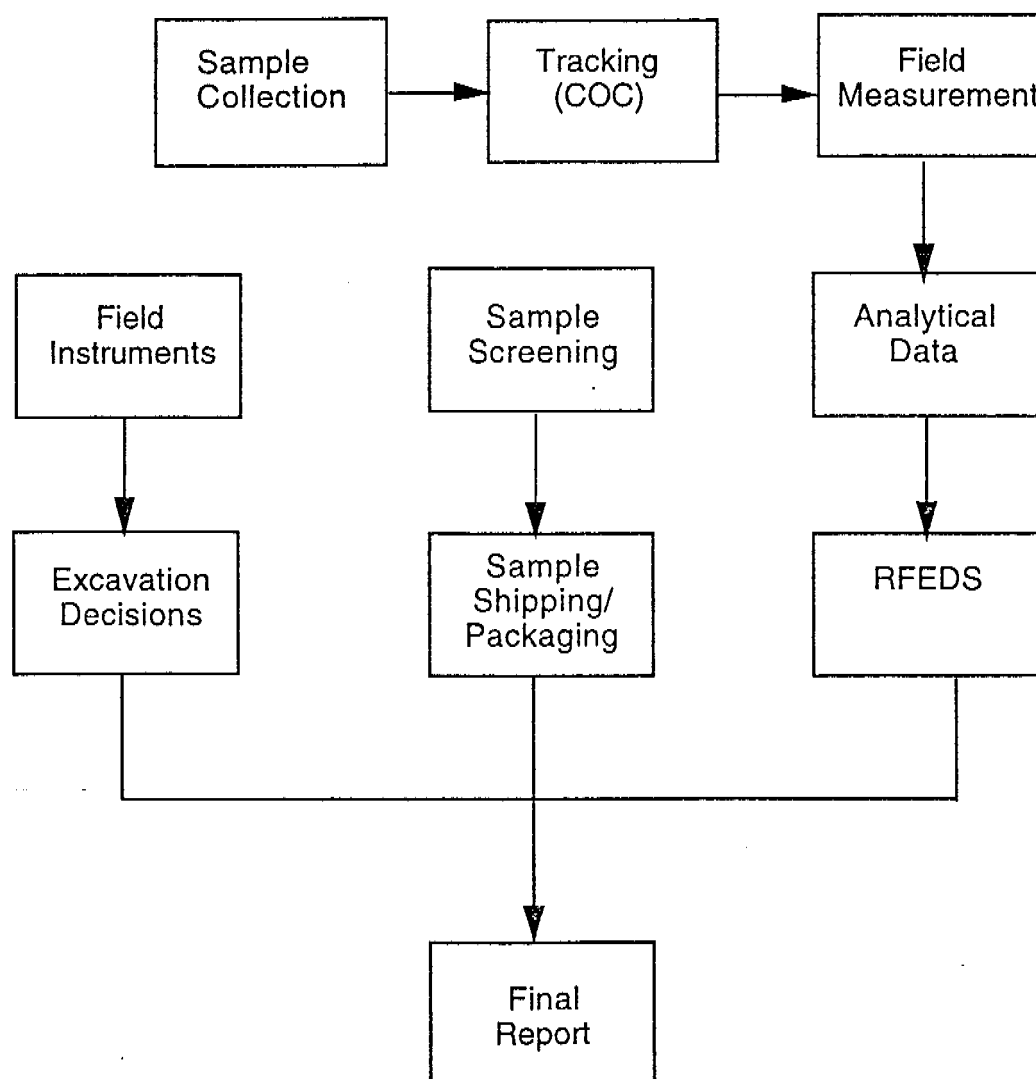 Sample
Collection
Tracking
(COC)
Field
Measurement
Field
Instruments
Sample
Screening
Analytical
Data
Excavation
Decisions
Sample
Shipping/
Packaging
RFEDS
Final
Report